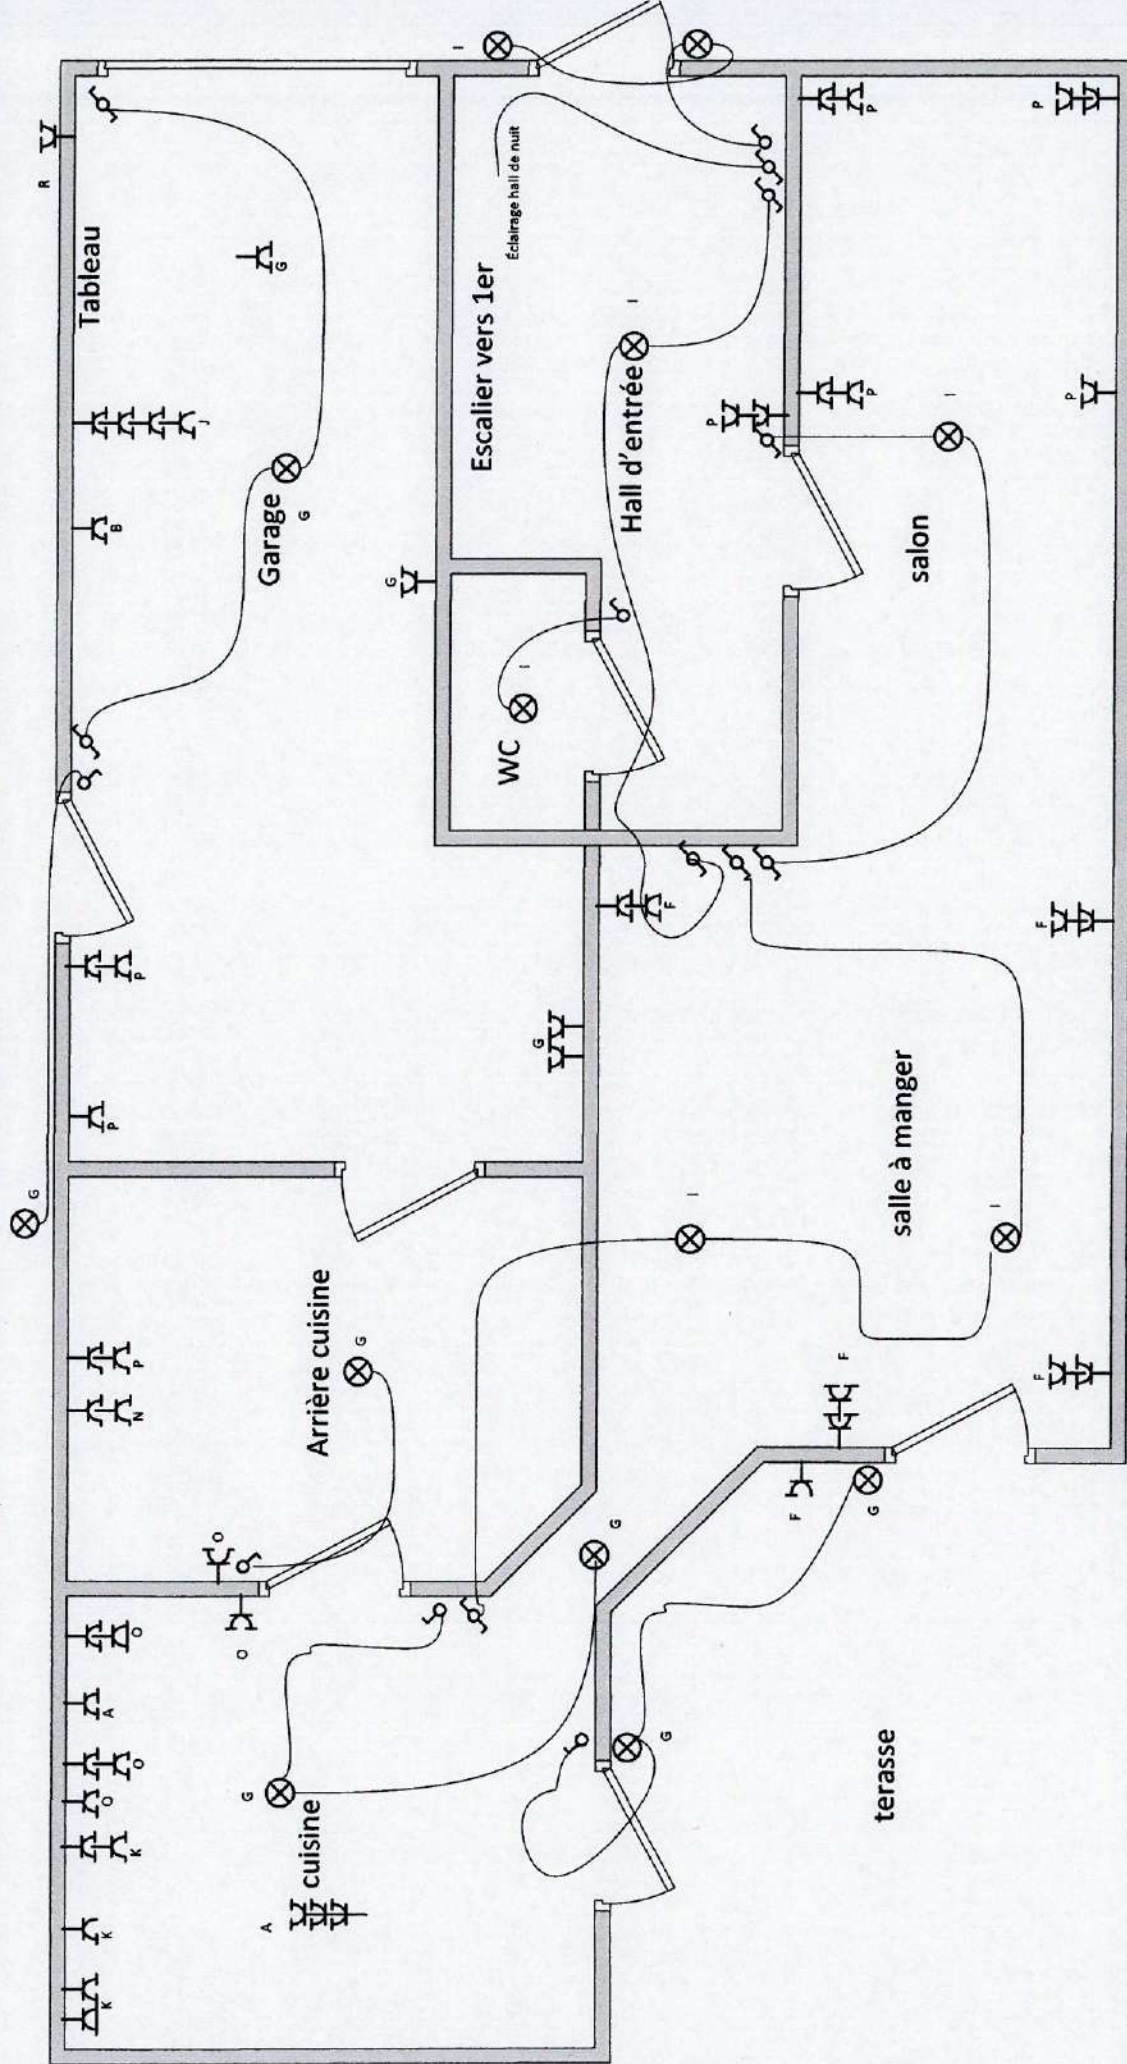 G
R
Tableau
K
K
K
O
O
A
O
N
P
P
P
B
J
O
O
G
A
G
Garage
G
cuisine
Arrière cuisine
G
G
I
Escalier vers 1er
Éclairage hall de nuit
WC
I
G
G
Hall d'entrée
I
G
F
I
P
F
F
G
P
P
terasse
salle à manger
salon
I
I
F
F
P
P